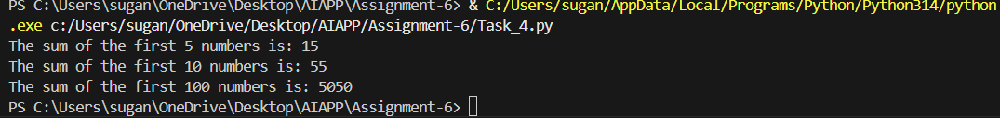 PS C:\Users\sugan\OneDrive\Desktop\AIAPP\Assignment-6> & C:/Users/sugan/AppData/Local/Programs/Python/Python314/python
.exe c:/Users/sugan/OneDrive/Desktop/AIAPP/Assignment-6/Task_4.py
The sum of the first 5 numbers is: 15
The sum of the first 10 numbers is: 55
The sum of the first 100 numbers is: 5050
PS C:\Users\sugan\OneDrive\Desktop\AIAPP\Assignment-6>